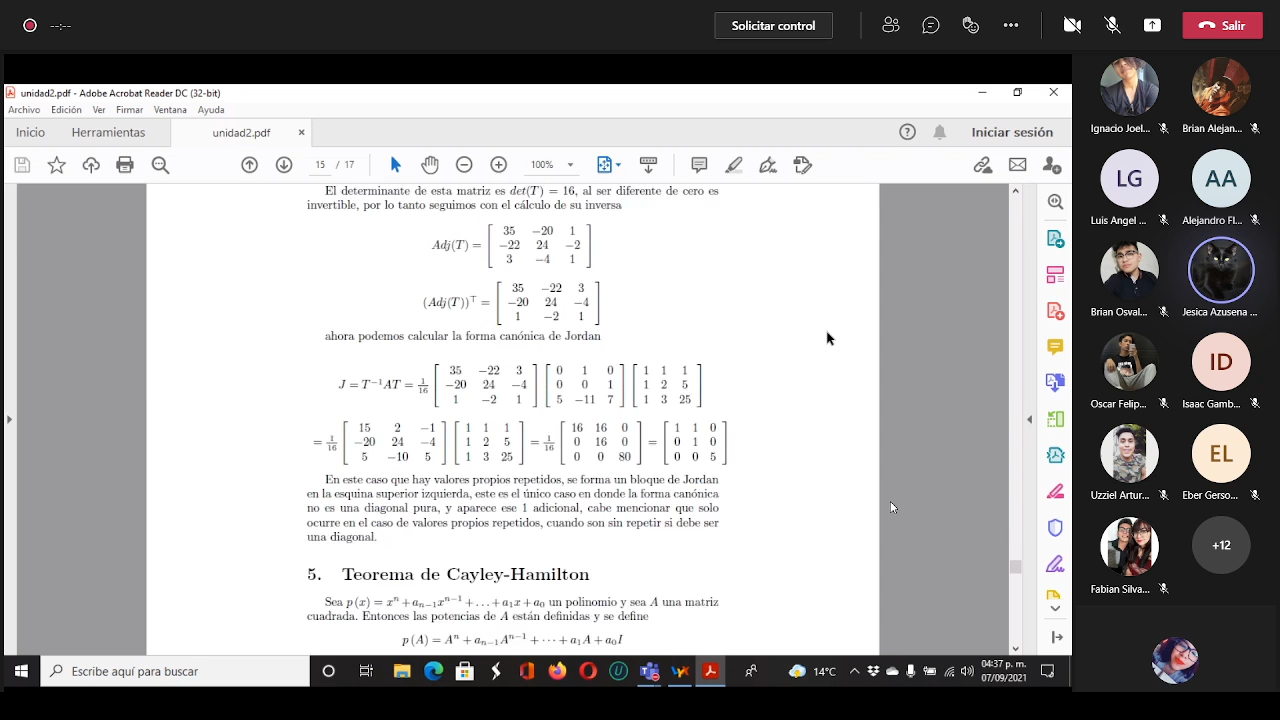 --:--
Solicitar control
Salir
unidad2.pdf - Adobe Acrobat Reader DC (32-bit)
Archivo Edición Ver Firmar Ventana Ayuda
Inicio Herramientas unidad2.pdf Iniciar sesión
15 / 17 100%
El determinante de esta matriz es det(T) = 16, al ser diferente de cero es
invertible, por lo tanto seguimos con el cálculo de su inversa
35 −20 1
Adj(T) = −22 24 −2
3 −4 1
35 −22 3
(Adj(T))⊤ = −20 24 −4
1 −2 1
ahora podemos calcular la forma canónica de Jordan
35 −22 3 0 1 0 1 1 1
J = T−1AT = 1/16 −20 24 −4 0 0 1 1 2 5
1 −2 1 5 −11 7 1 3 25
15 2 −1 1 1 1 16 16 0 1 1 0
= 1/16 −20 24 −4 1 2 5 = 1/16 0 16 0 = 0 1 0
5 −10 5 1 3 25 0 0 80 0 0 5
En este caso que hay valores propios repetidos, se forma un bloque de Jordan
en la esquina superior izquierda, este es el único caso en donde la forma canónica
no es una diagonal pura, y aparece ese 1 adicional, cabe mencionar que solo
ocurre en el caso de valores propios repetidos, cuando son sin repetir si debe ser
una diagonal.
5. Teorema de Cayley-Hamilton
Sea p (x) = xⁿ + aₙ₋₁xⁿ⁻¹ + . . . + a₁x + a₀ un polinomio y sea A una matriz
cuadrada. Entonces las potencias de A están definidas y se define
p (A) = Aⁿ + aₙ₋₁Aⁿ⁻¹ + · · · + a₁A + a₀I
Escribe aquí para buscar
14°C
04:37 p. m.
07/09/2021
Ignacio Joel... Brian Alejan...
LG AA
Luis Angel ... Alejandro Fl...
Brian Osval... Jesica Azusena ...
ID
Oscar Felip... Isaac Gamb...
EL
Uzziel Artur... Eber Gerso...
+12
Fabian Silva...